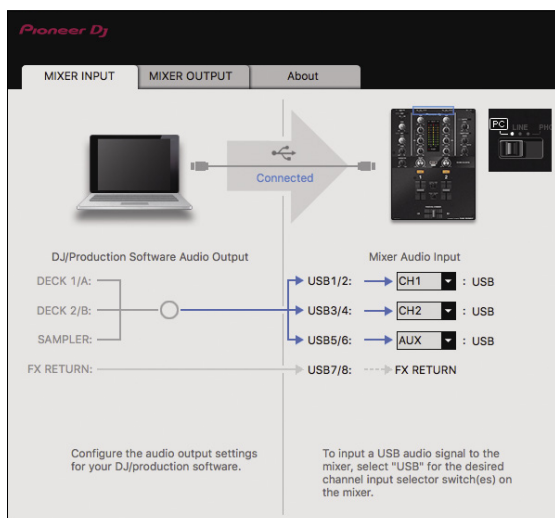 Pioneer Dj
MIXER INPUT
MIXER OUTPUT
About
PC
LINE
Connected
DJ/Production Software Audio Output
Mixer Audio Input
DECK 1/A:
USB1/2:
CH1
: USB
DECK 2/B:
USB3/4:
CH2
: USB
SAMPLER:
USB5/6:
AUX
: USB
FX RETURN:
USB7/8:
FX RETURN
Configure the audio output settings
for your DJ/production software.
To input a USB audio signal to the
mixer, select "USB" for the desired
channel input selector switch(es) on
the mixer.